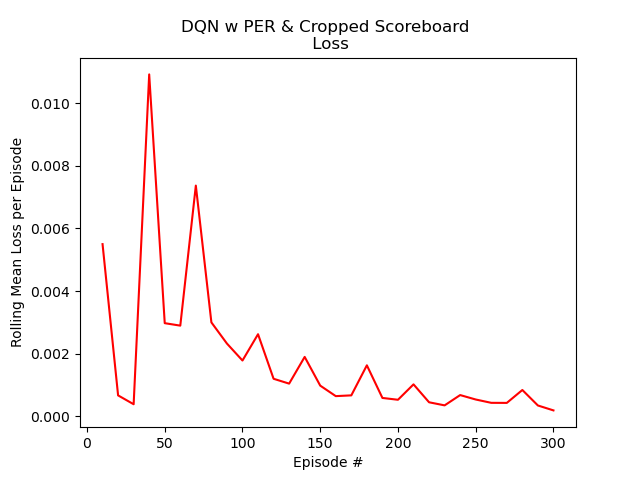 DQN w PER & Cropped Scoreboard
Loss
Rolling Mean Loss per Episode
0.010
0.008
0.006
0.004
0.002
0.000
0 50 100 150 200 250 300
Episode #